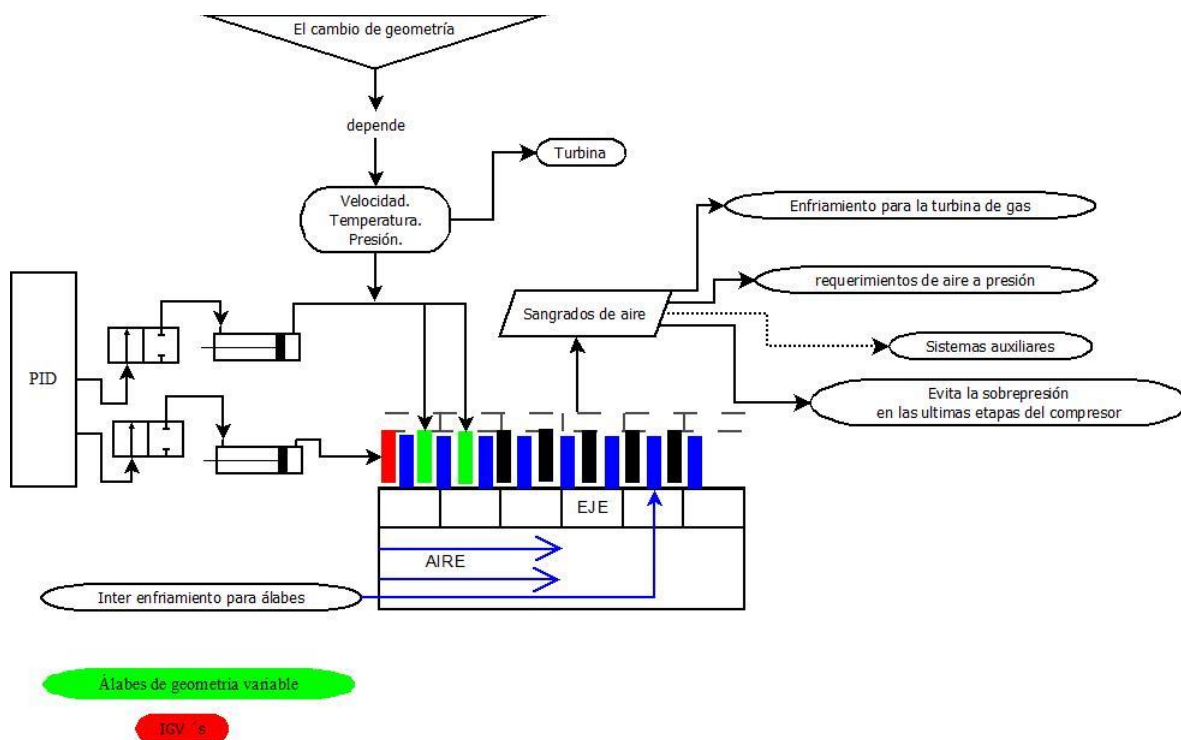 El cambio de geometría
depende
Turbina
Velocidad.
Temperatura.
Presión.
Enfriamiento para la turbina de gas
requerimientos de aire a presión
Sangrados de aire
Sistemas auxiliares
PID
Evita la sobrepresión
en las ultimas etapas del compresor
EJE
AIRE
Inter enfriamiento para álabes
Álabes de geometría variable
IGV ´s